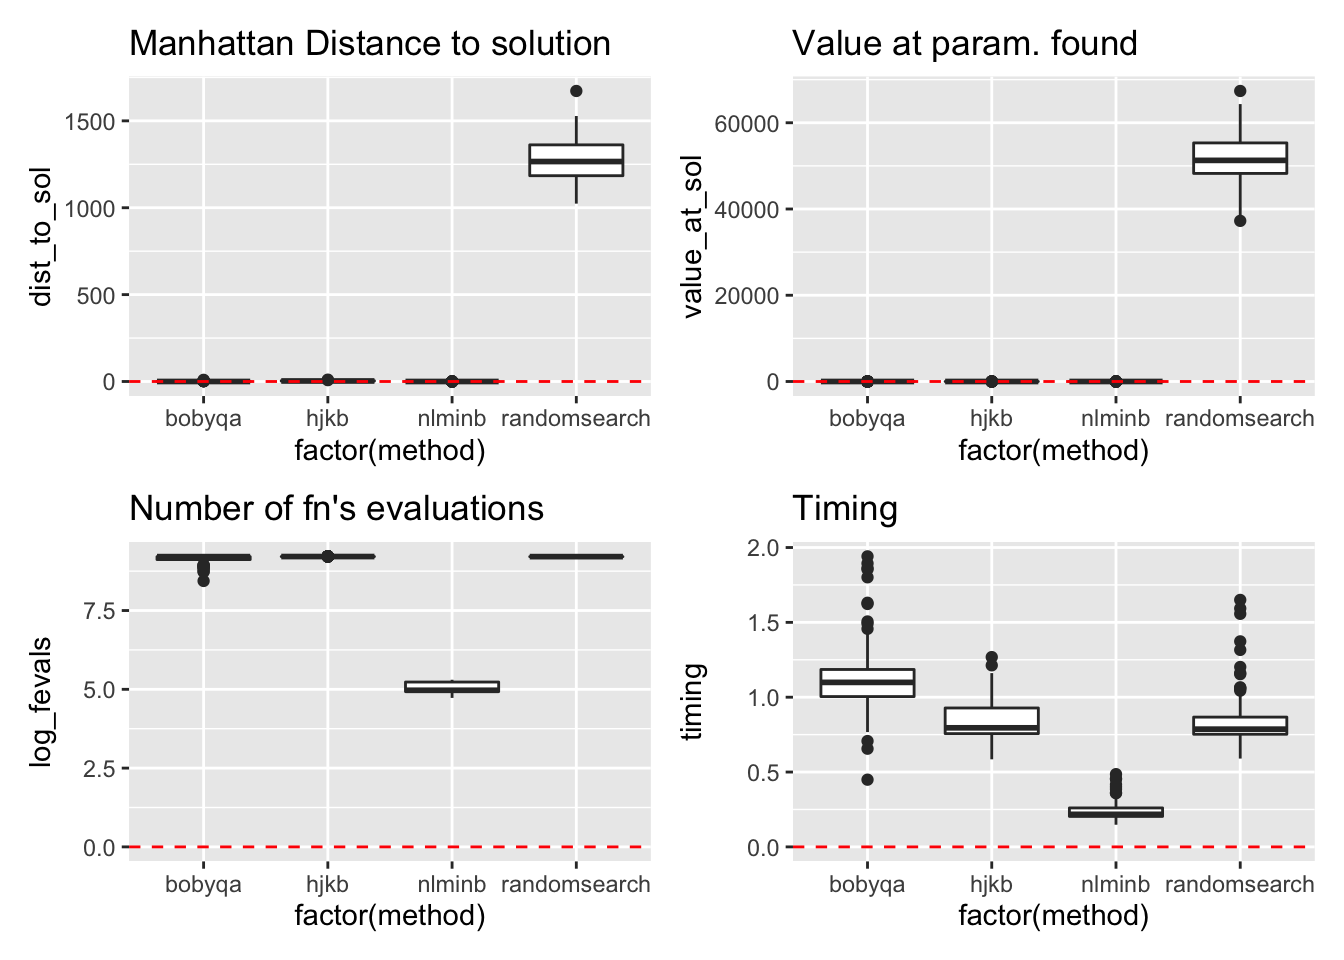 Manhattan Distance to solution
dist_to_sol
1500
1000
500
0
bobyqa hjkb nlminb randomsearch
factor(method)
Value at param. found
value_at_sol
60000
40000
20000
0
bobyqa hjkb nlminb randomsearch
factor(method)
Number of fn's evaluations
log_fevals
7.5
5.0
2.5
0.0
bobyqa hjkb nlminb randomsearch
factor(method)
Timing
timing
2.0
1.5
1.0
0.5
0.0
bobyqa hjkb nlminb randomsearch
factor(method)